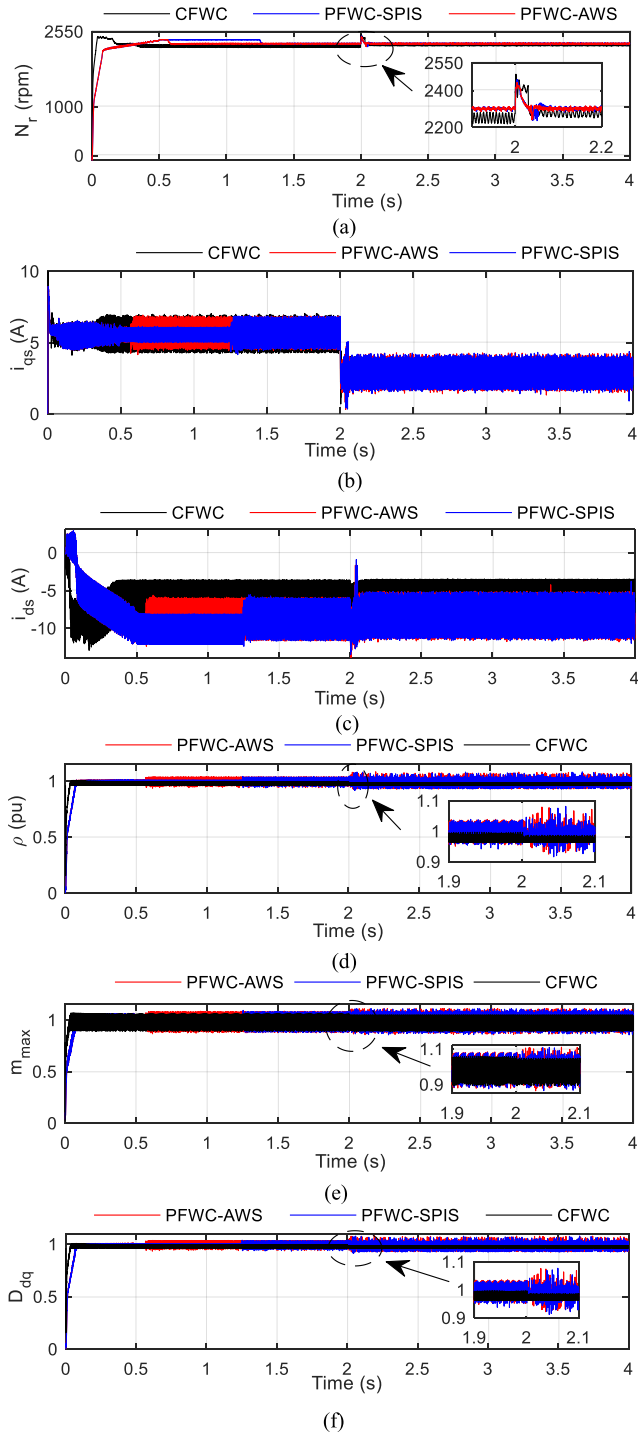 CFWC PFWC-SPIS PFWC-AWS
2550
1000
0
N_r (rpm)
2550
2400
2200
2 2.2
0 0.5 1 1.5 2 2.5 3 3.5 4
Time (s)
(a)
CFWC PFWC-AWS PFWC-SPIS
10
5
0
i_qs (A)
0 0.5 1 1.5 2 2.5 3 3.5 4
Time (s)
(b)
CFWC PFWC-AWS PFWC-SPIS
0
-5
-10
i_ds (A)
0 0.5 1 1.5 2 2.5 3 3.5 4
Time (s)
(c)
PFWC-AWS PFWC-SPIS CFWC
1
0.5
0
ρ (pu)
1.1
1
0.9
1.9 2 2.1
0 0.5 1 1.5 2 2.5 3 3.5 4
Time (s)
(d)
PFWC-AWS PFWC-SPIS CFWC
1
0.5
0
m_max
1.1
0.9
1.9 2 2.1
0 0.5 1 1.5 2 2.5 3 3.5 4
Time (s)
(e)
PFWC-AWS PFWC-SPIS CFWC
1
0.5
0
D_dq
1.1
1
0.9
1.9 2 2.1
0 0.5 1 1.5 2 2.5 3 3.5 4
Time (s)
(f)